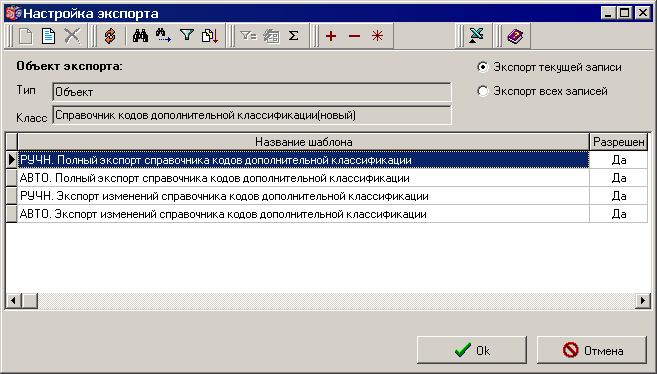 Настройка экспорта
Объект экспорта:
Экспорт текущей записи
Тип
Объект
Экспорт всех записей
Класс
Справочник кодов дополнительной классификации(новый)
Название шаблона
Разрешен
РУЧН. Полный экспорт справочника кодов дополнительной классификации
Да
АВТО. Полный экспорт справочника кодов дополнительной классификации
Да
РУЧН. Экспорт изменений справочника кодов дополнительной классификации
Да
АВТО. Экспорт изменений справочника кодов дополнительной классификации
Да
Ok
Отмена